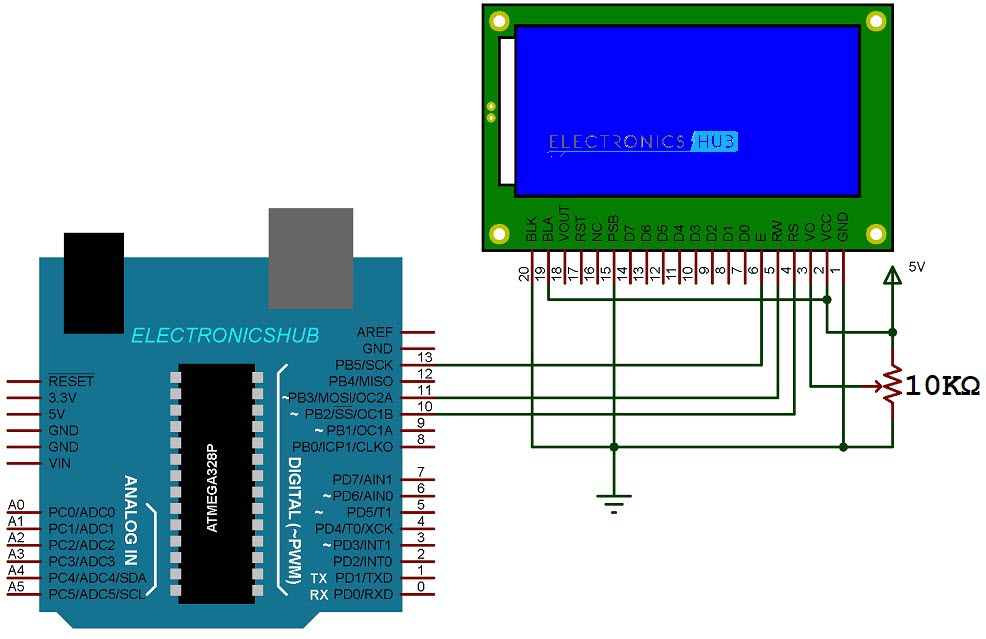 ELECTRONICS HUB
BLK
BLA
VOUT
RST
NC
PSB
D7
D6
D5
D4
D3
D2
D1
D0
E
RW
RS
VO
VCC
GND
20
19
18
17
16
15
14
13
12
11
10
9
8
7
6
5
4
3
2
1
5V
10KΩ
ELECTRONICSHUB
AREF
GND
PB5/SCK 13
PB4/MISO 12
~PB3/MOSI/OC2A 11
~ PB2/SS/OC1B 10
~ PB1/OC1A 9
PB0/ICP1/CLKO 8
RESET
3.3V
5V
GND
GND
VIN
ATMEGA328P
ANALOG IN
DIGITAL (~PWM)
PD7/AIN1 7
~PD6/AIN0 6
~ PD5/T1 5
PD4/T0/XCK 4
~PD3/INT1 3
PD2/INT0 2
TX PD1/TXD 1
RX PD0/RXD 0
A0 PC0/ADC0
A1 PC1/ADC1
A2 PC2/ADC2
A3 PC3/ADC3
A4 PC4/ADC4/SDA
A5 PC5/ADC5/SCL